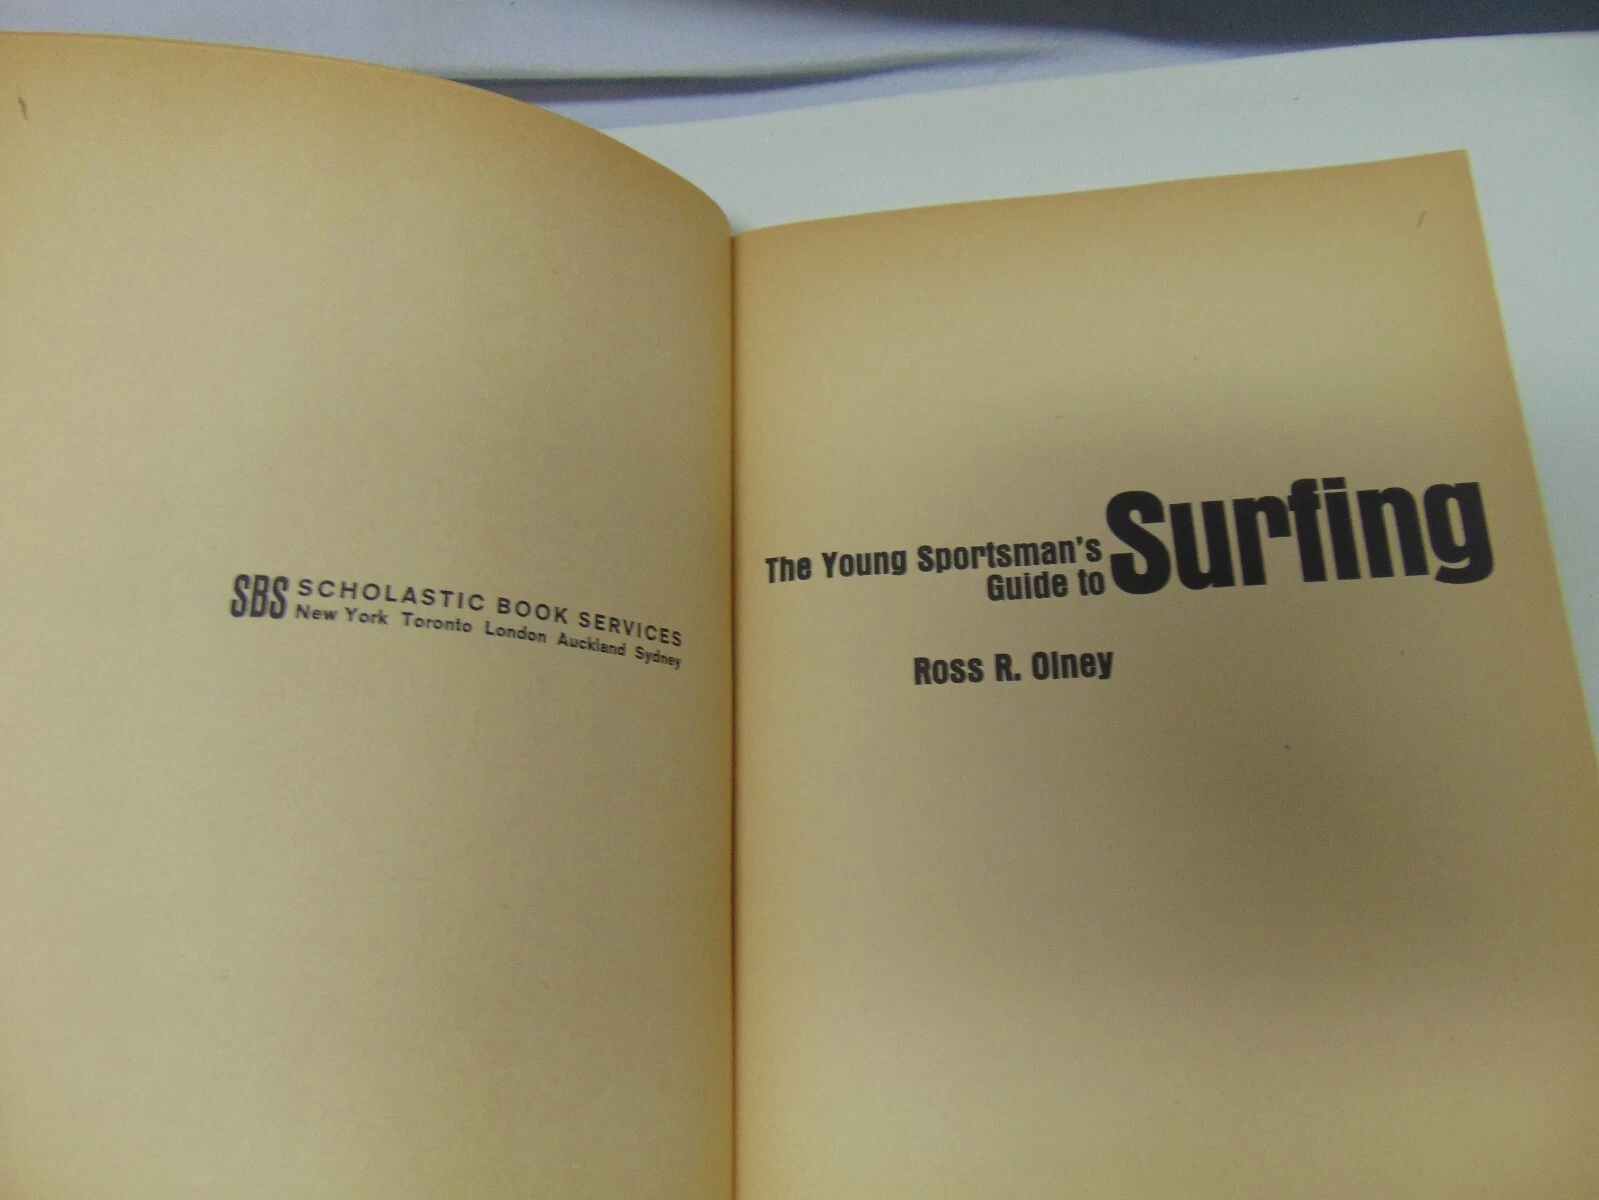 SBS SCHOLASTIC BOOK SERVICES
New York Toronto London Auckland Sydney
The Young Sportsman's
Guide to Surfing
Ross R. Olney